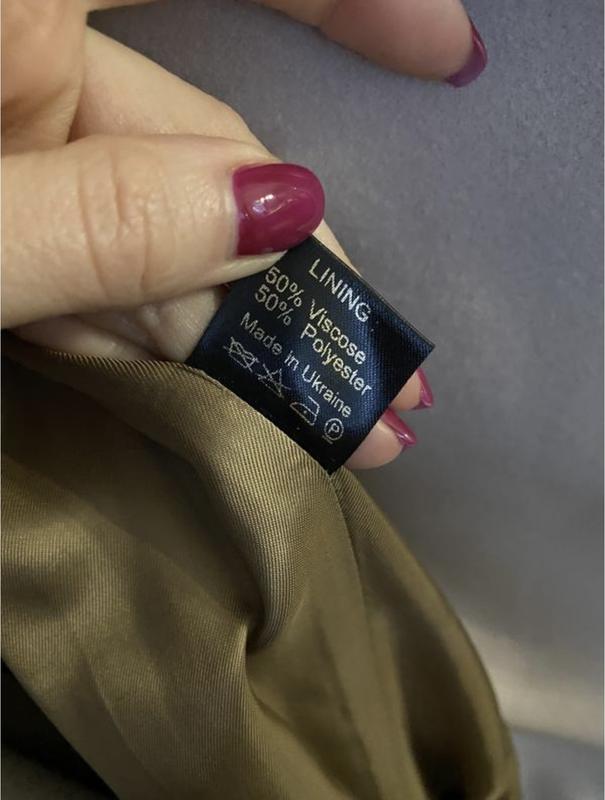 LINING
50% Viscose
50% Polyester
Made in Ukraine
P